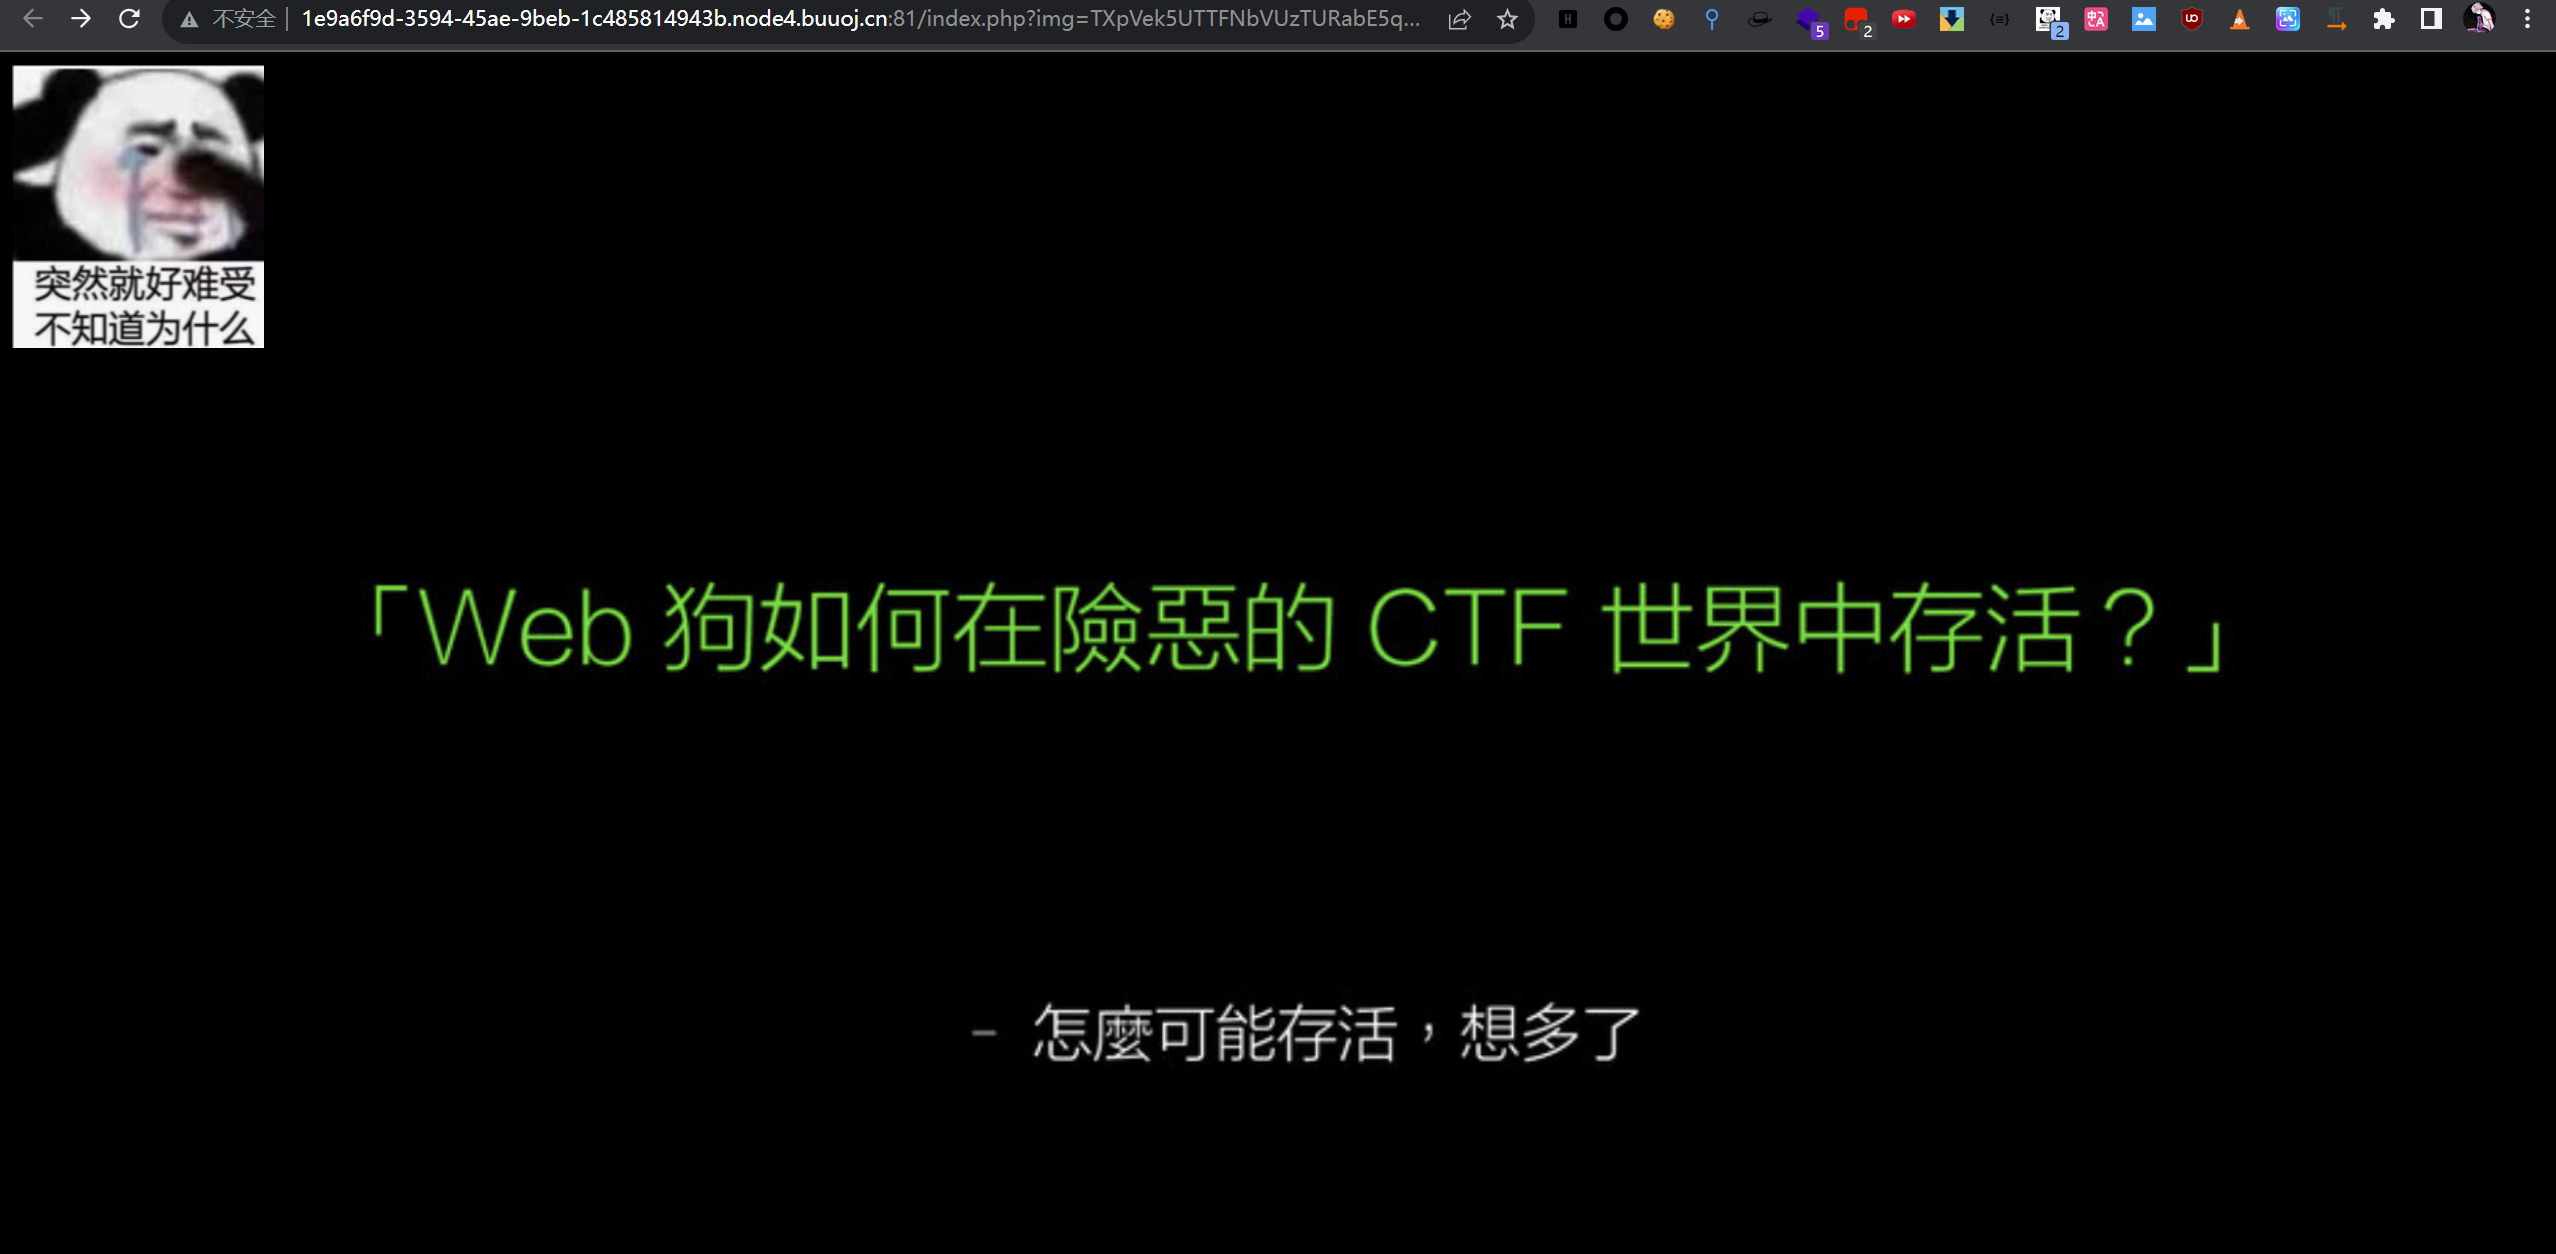 不安全 | 1e9a6f9d-3594-45ae-9beb-1c485814943b.node4.buuoj.cn:81/index.php?img=TXpVek5UTTFNbVUzTURabE5q...
5
2
2
突然就好难受
不知道为什么
「Web 狗如何在險惡的 CTF 世界中存活？」
- 怎麼可能存活，想多了